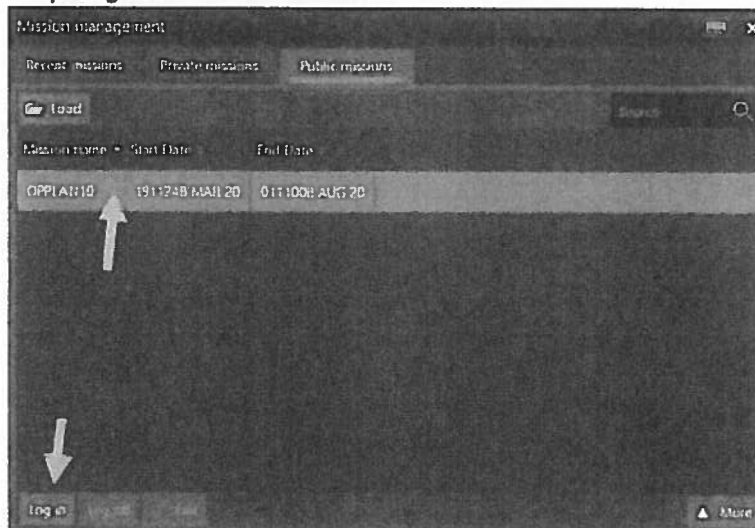 Mission management
Recent missions Private missions Public missions
Load
Search
Mission name Start Date End Date
OPPLAN10 191124B MAII 20 011100B AUG 20
Log in
More